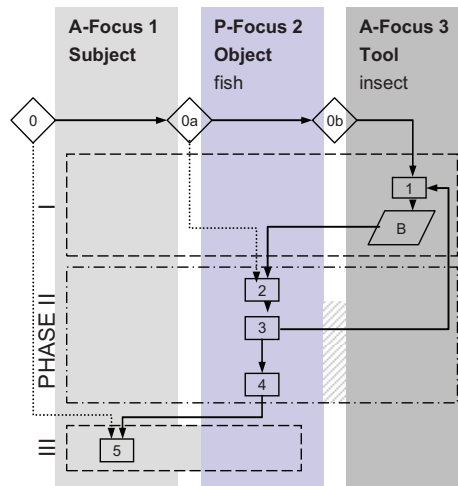 A-Focus 1
Subject
P-Focus 2
Object
fish
A-Focus 3
Tool
insect
0
0a
0b
I
1
B
PHASE II
2
3
4
III
5